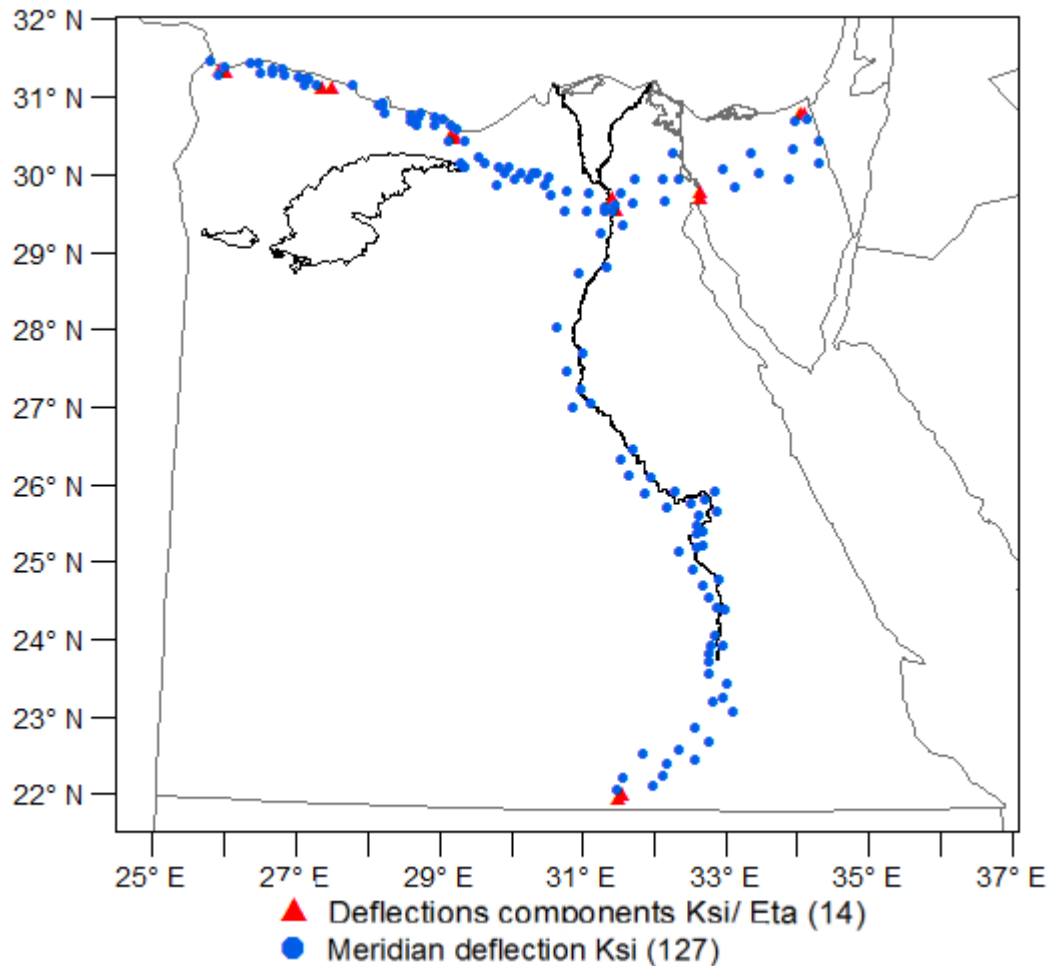 32° N
31° N
30° N
29° N
28° N
27° N
26° N
25° N
24° N
23° N
22° N
25° E 27° E 29° E 31° E 33° E 35° E 37° E
Deflections components Ksi/ Eta (14)
Meridian deflection Ksi (127)